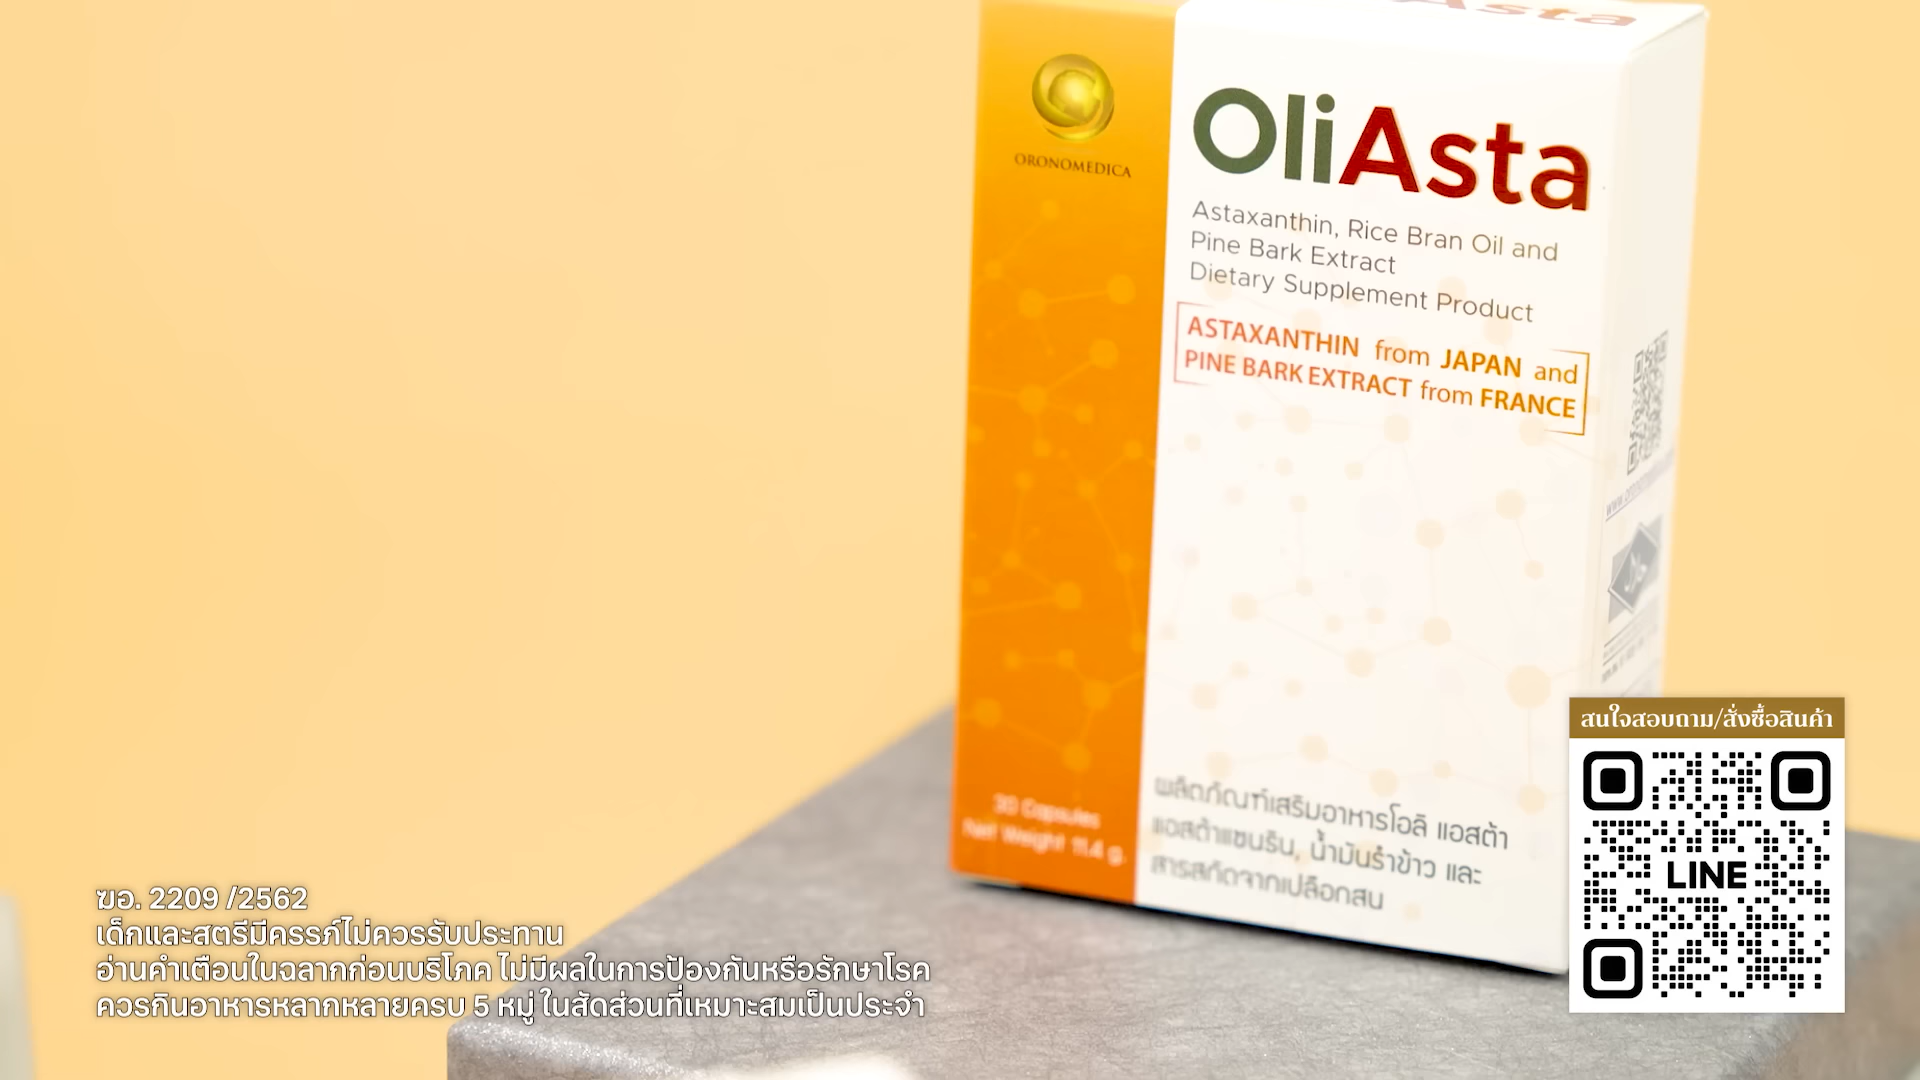 Asta
ORONOMEDICA
OliAsta
Astaxanthin, Rice Bran Oil and
Pine Bark Extract
Dietary Supplement Product
ASTAXANTHIN from JAPAN and
PINE BARK EXTRACT from FRANCE
30 Capsules
Net Weight 11.4 g.
ผลิตภัณฑ์เสริมอาหารโอลิ แอสต้า
แอสต้าแซนธิน, น้ำมันรำข้าว และ
สารสกัดจากเปลือกสน
สนใจสอบถาม/สั่งซื้อสินค้า
LINE
ฆอ. 2209 /2562
เด็กและสตรีมีครรภ์ไม่ควรรับประทาน
อ่านคำเตือนในฉลากก่อนบริโภค ไม่มีผลในการป้องกันหรือรักษาโรค
ควรกินอาหารหลากหลายครบ 5 หมู่ ในสัดส่วนที่เหมาะสมเป็นประจำ